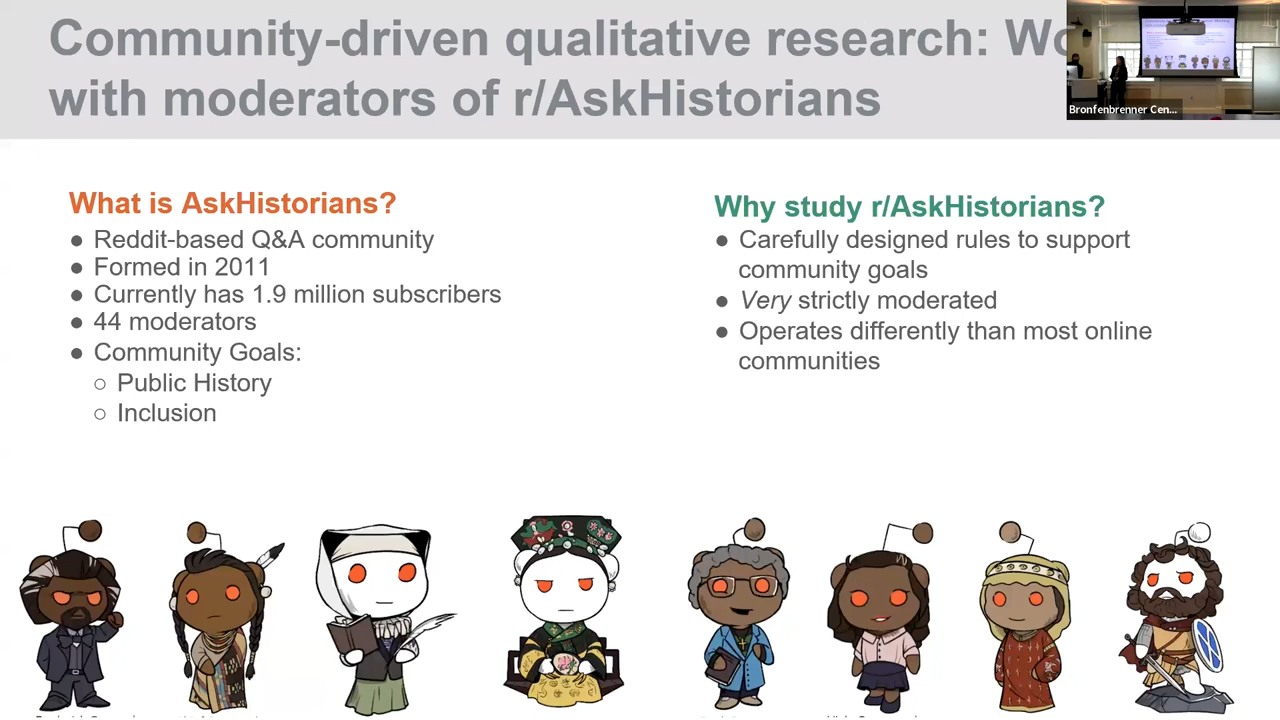 Community-driven qualitative research: Wo
with moderators of r/AskHistorians
Bronfenbrenner Cen...
What is AskHistorians?
● Reddit-based Q&A community
● Formed in 2011
● Currently has 1.9 million subscribers
● 44 moderators
● Community Goals:
○ Public History
○ Inclusion
Why study r/AskHistorians?
● Carefully designed rules to support
community goals
● Very strictly moderated
● Operates differently than most online
communities